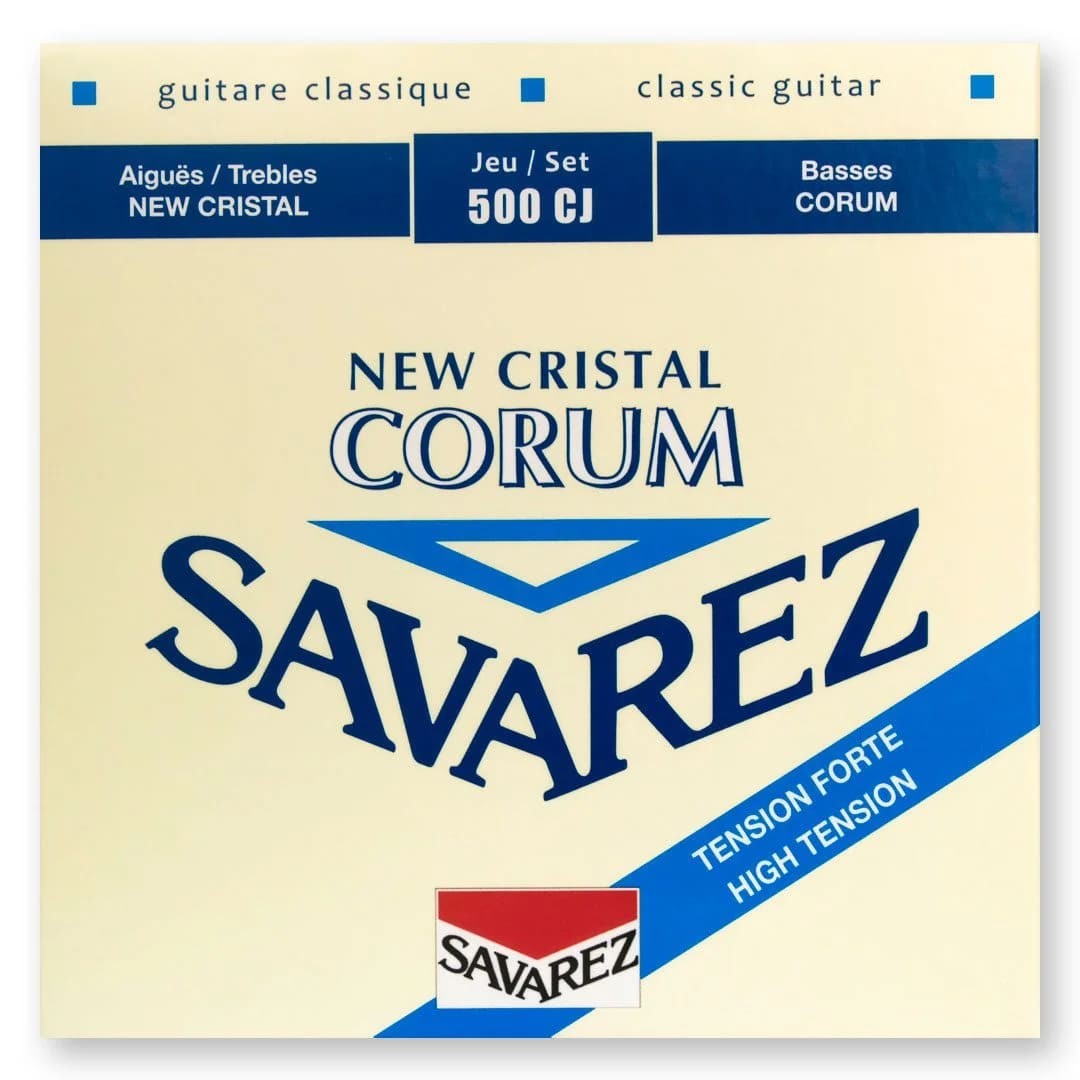 guitare classique
classic guitar
Aiguës / Trebles
NEW CRISTAL
Jeu / Set
500 CJ
Basses
CORUM
NEW CRISTAL
CORUM
SAVAREZ
TENSION FORTE
HIGH TENSION
SAVAREZ